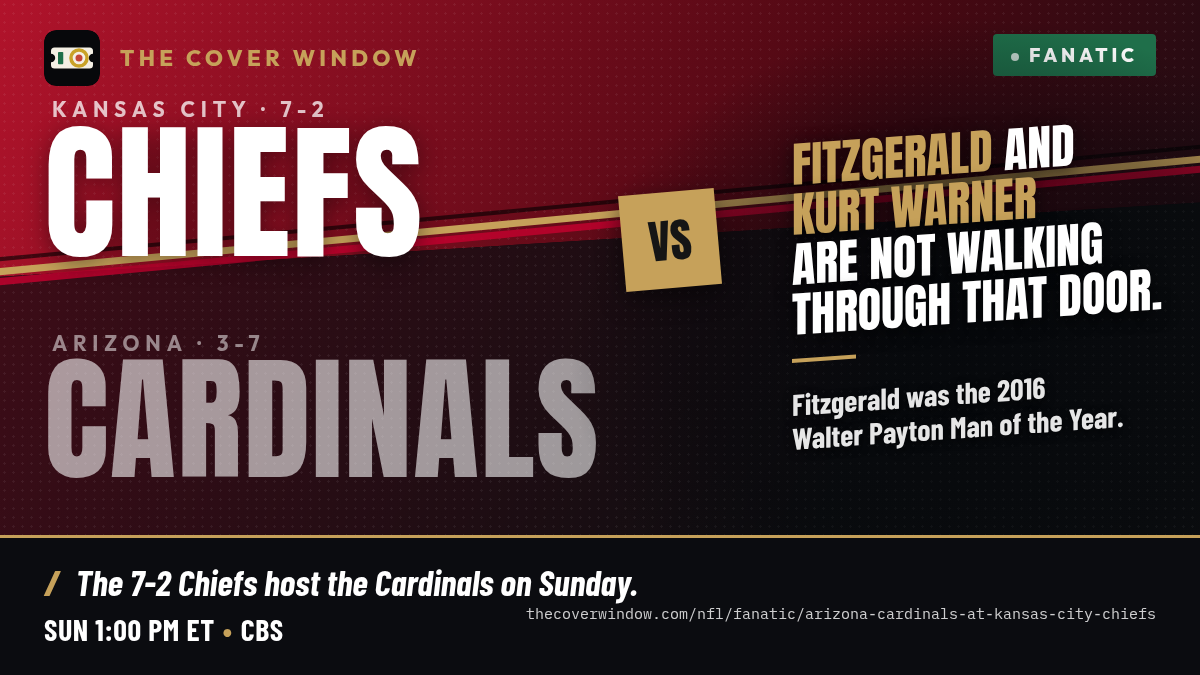 THE COVER WINDOW
FANATIC
KANSAS CITY · 7-2
CHIEFS
VS
ARIZONA · 3-7
CARDINALS
FITZGERALD AND
KURT WARNER
ARE NOT WALKING
THROUGH THAT DOOR.
Fitzgerald was the 2016
Walter Payton Man of the Year.
/ The 7-2 Chiefs host the Cardinals on Sunday.
SUN 1:00 PM ET • CBS
thecoverwindow.com/nfl/fanatic/arizona-cardinals-at-kansas-city-chiefs